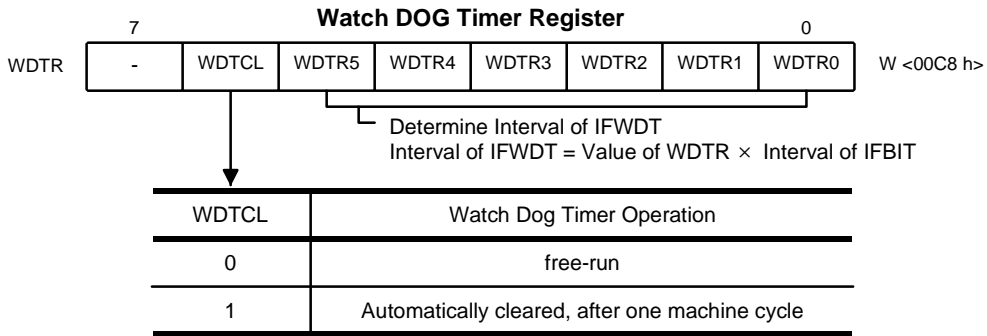 Watch DOG Timer Register
7 0
WDTR - WDTCL WDTR5 WDTR4 WDTR3 WDTR2 WDTR1 WDTR0 W <00C8 h>
Determine Interval of IFWDT
Interval of IFWDT = Value of WDTR × Interval of IFBIT
WDTCL Watch Dog Timer Operation
0 free-run
1 Automatically cleared, after one machine cycle